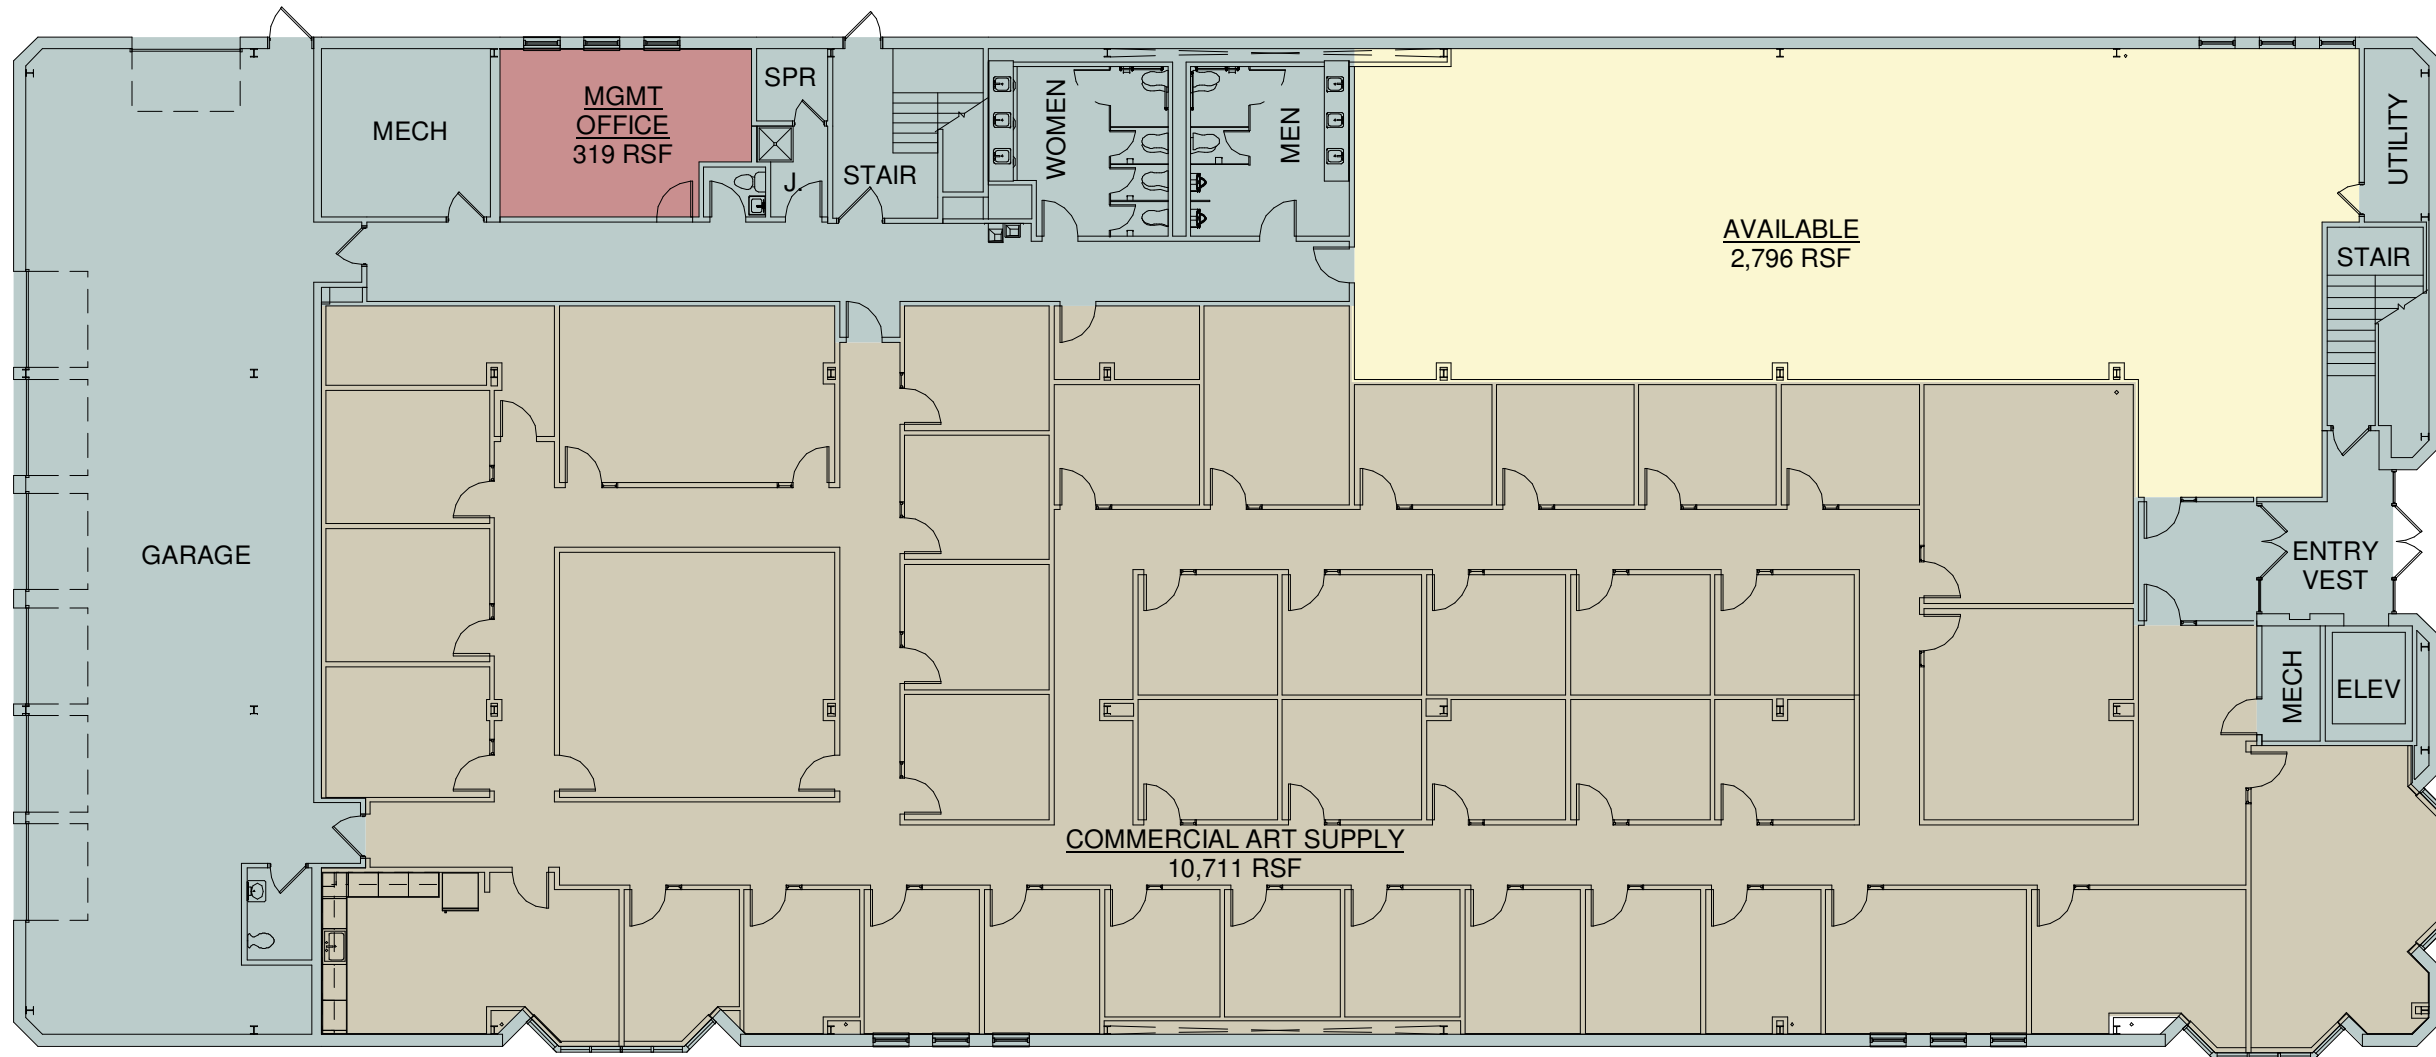 MECH
MGMT
OFFICE
319 RSF
SPR
J.
STAIR
WOMEN
MEN
AVAILABLE
2,796 RSF
UTILITY
STAIR
GARAGE
ENTRY
VEST
MECH
ELEV
COMMERCIAL ART SUPPLY
10,711 RSF